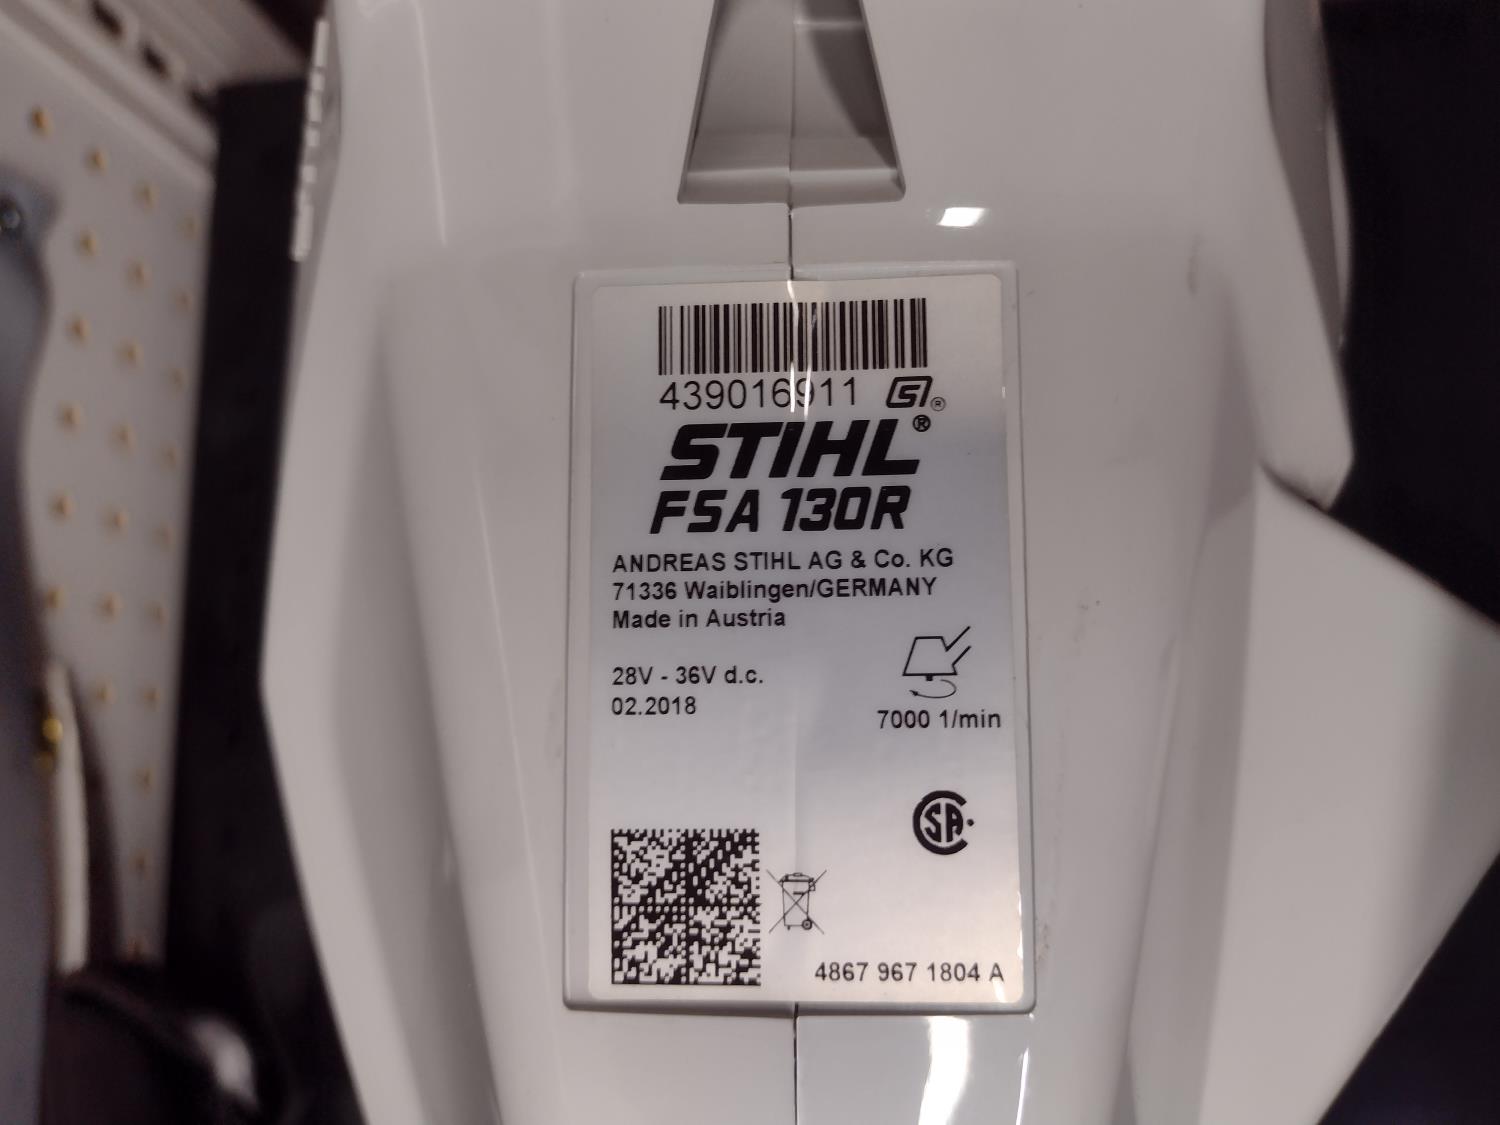 439016911 ®
STIHL®
FSA 130R
ANDREAS STIHL AG & Co. KG
71336 Waiblingen/GERMANY
Made in Austria
28V - 36V d.c.
02.2018
7000 1/min
SA
4867 967 1804 A